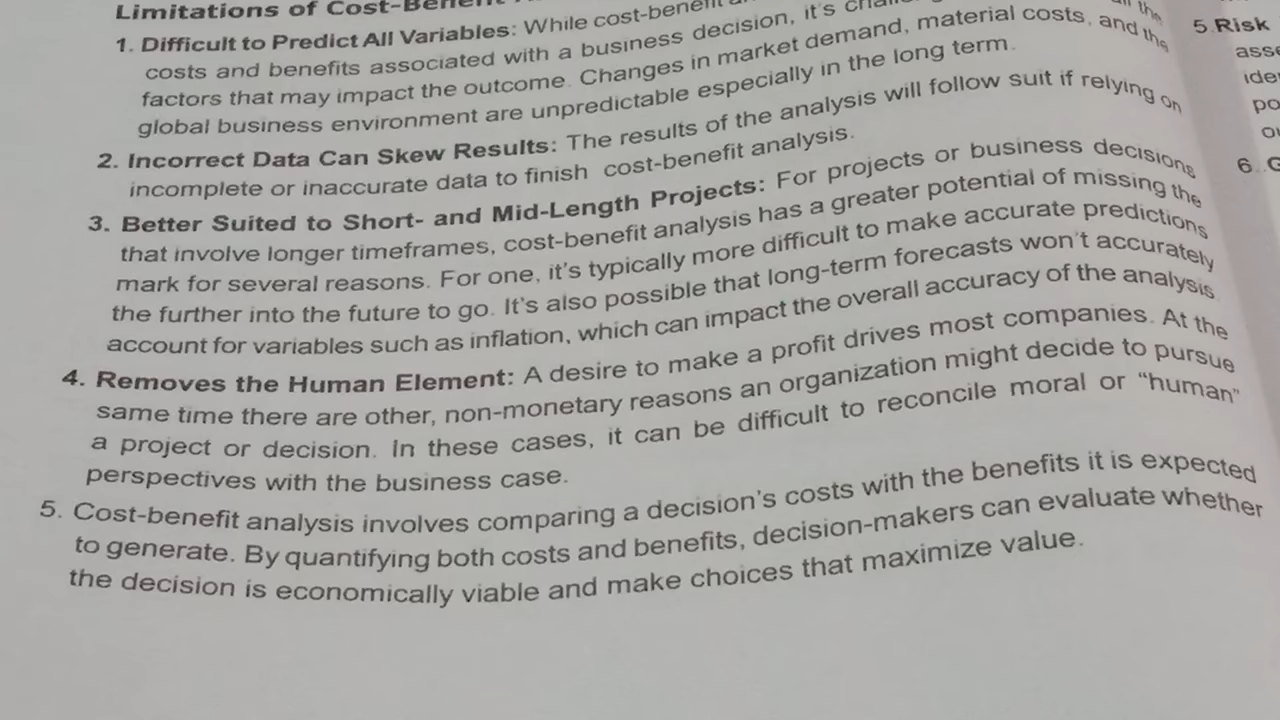 Limitations of Cost-Benefit
1. Difficult to Predict All Variables: While cost-benefit
costs and benefits associated with a business decision, it's
factors that may impact the outcome. Changes in market demand, material costs, and the
global business environment are unpredictable especially in the long term.
2. Incorrect Data Can Skew Results: The results of the analysis will follow suit if relying on
incomplete or inaccurate data to finish cost-benefit analysis.
3. Better Suited to Short- and Mid-Length Projects: For projects or business decisions
that involve longer timeframes, cost-benefit analysis has a greater potential of missing the
mark for several reasons. For one, it's typically more difficult to make accurate predictions
the further into the future to go. It's also possible that long-term forecasts won't accurately
account for variables such as inflation, which can impact the overall accuracy of the analysis.
4. Removes the Human Element: A desire to make a profit drives most companies. At the
same time there are other, non-monetary reasons an organization might decide to pursue
a project or decision. In these cases, it can be difficult to reconcile moral or “human”
perspectives with the business case.
5. Cost-benefit analysis involves comparing a decision's costs with the benefits it is expected
to generate. By quantifying both costs and benefits, decision-makers can evaluate whether
the decision is economically viable and make choices that maximize value.
5. Risk
6.